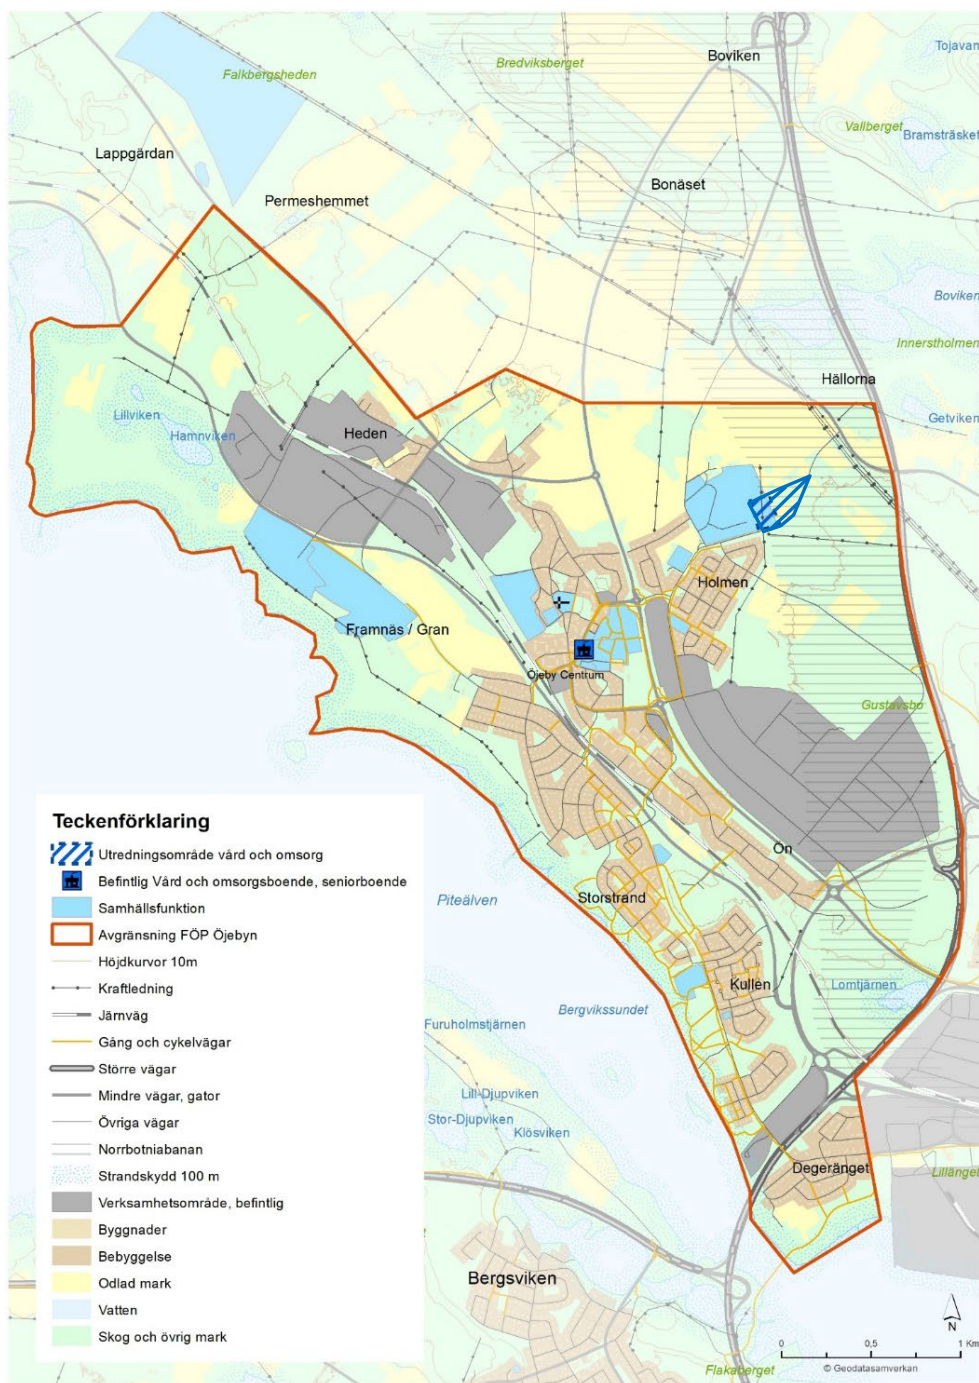 Boviken
Tojavan
Bredviksberget
Falkbergsheden
Vallberget
Bramsträsket
Lappgärdan
Bonäset
Permeshemmet
Boviken
Innerstholmen
Hällorna
Lillviken
Getviken
Hamnviken
Heden
Holmen
Framnäs / Gran
Öjeby Centrum
Gustavsbo
Teckenförklaring
Utredningsområde vård och omsorg
Befintlig Vård och omsorgsboende, seniorboende
Samhällsfunktion
Avgränsning FÖP Öjebyn
Höjdkurvor 10m
Kraftledning
Järnväg
Gång och cykelvägar
Större vägar
Mindre vägar, gator
Övriga vägar
Norrbotniabanan
Strandskydd 100 m
Verksamhetsområde, befintlig
Byggnader
Bebyggelse
Odlad mark
Vatten
Skog och övrig mark
Ön
Storstrand
Piteälven
Kullen
Lomtjärnen
Bergvikssundet
Furuholmstjärnen
Lill-Djupviken
Stor-Djupviken
Klösviken
Degeränget
Lillänget
Bergsviken
N
0 0,5 1 Km
© Geodatasamverkan
Flakaberget